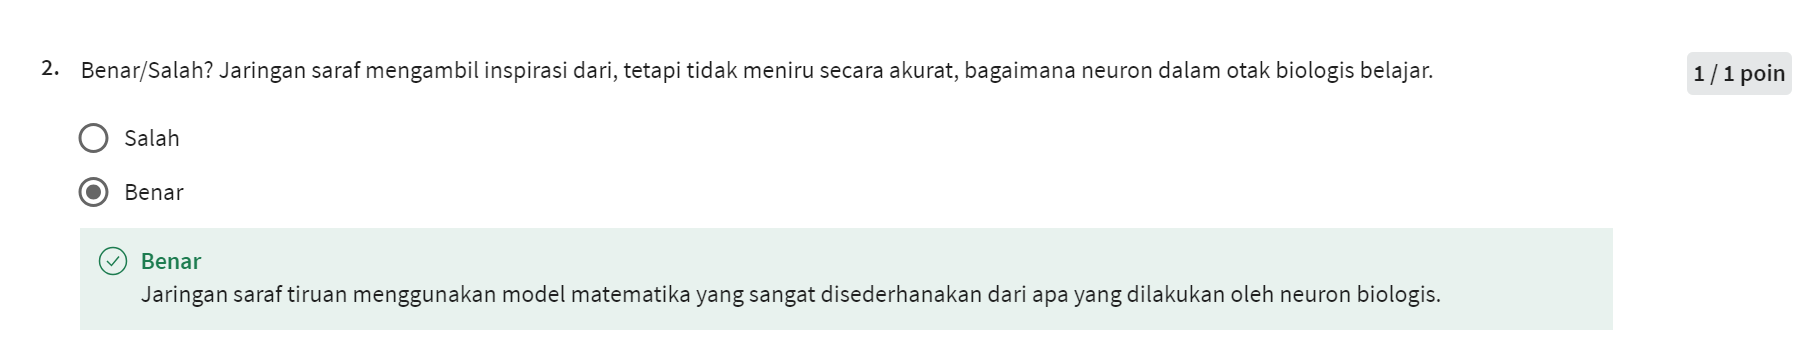 2. Benar/Salah? Jaringan saraf mengambil inspirasi dari, tetapi tidak meniru secara akurat, bagaimana neuron dalam otak biologis belajar.
1 / 1 poin
Salah
Benar
Benar
Jaringan saraf tiruan menggunakan model matematika yang sangat disederhanakan dari apa yang dilakukan oleh neuron biologis.